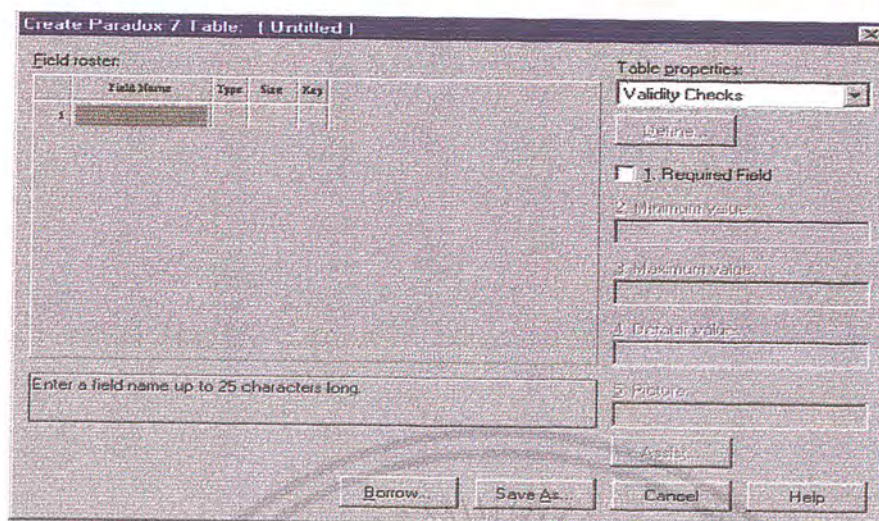 Create Paradox 7 Table: ( Untitled )
Field roster:
Field Name Type Size Key
1
Enter a field name up to 25 characters long.
Table properties:
Validity Checks
Define...
1. Required Field
2. Minimum value:
3. Maximum value:
4. Default value:
5. Picture:
Assist...
Borrow... Save As... Cancel Help